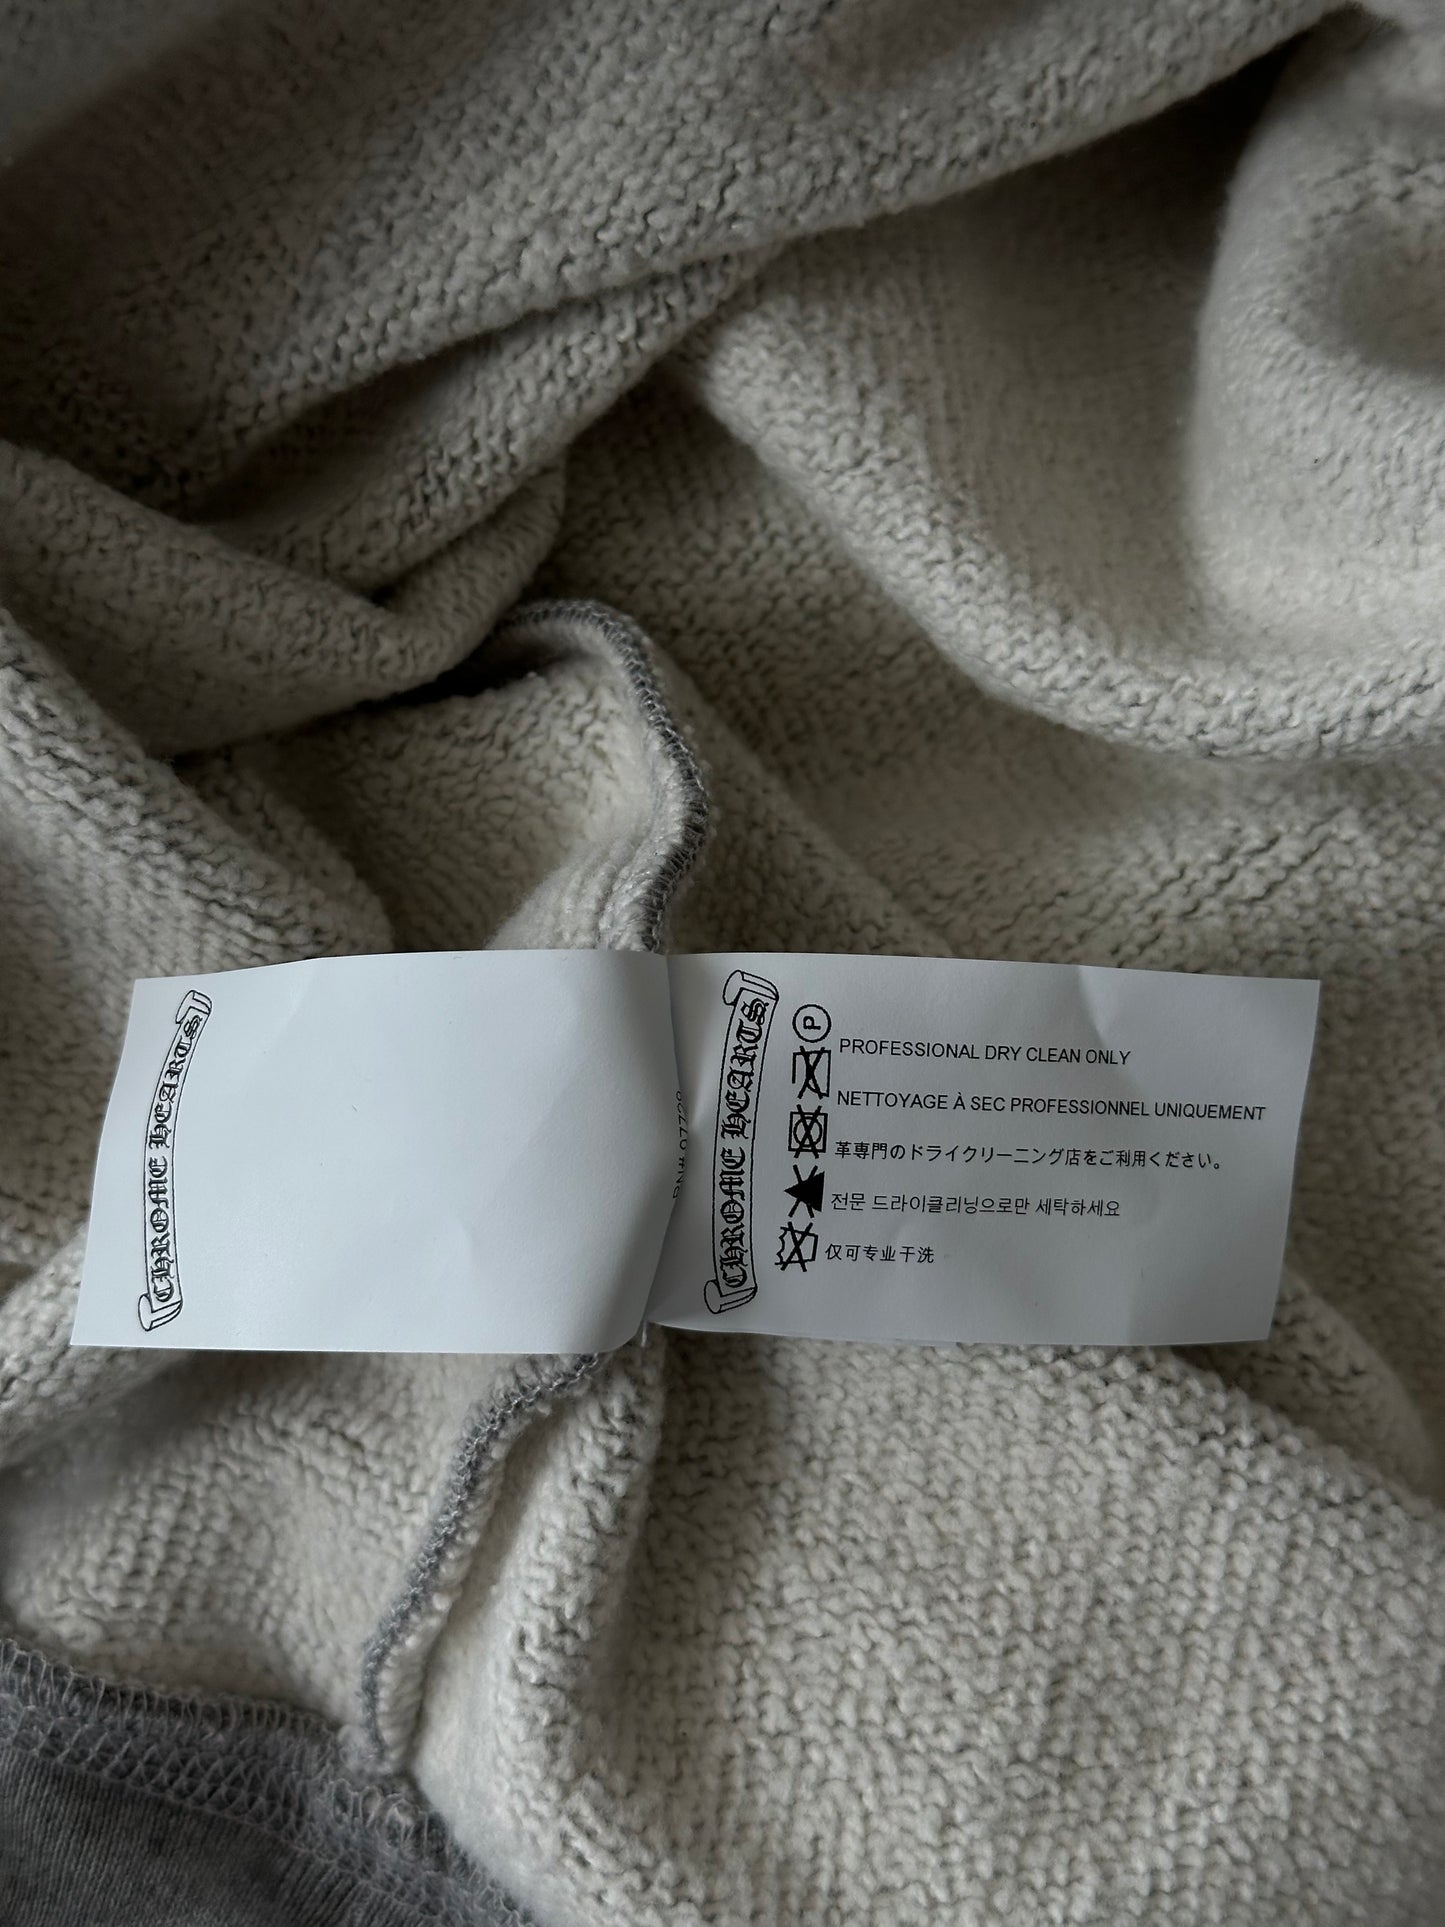 CHROME HEARTS
RN# 07728
CHROME HEARTS
P
PROFESSIONAL DRY CLEAN ONLY
NETTOYAGE À SEC PROFESSIONNEL UNIQUEMENT
革専門のドライクリーニング店をご利用ください。
전문 드라이클리닝으로만 세탁하세요
仅可专业干洗